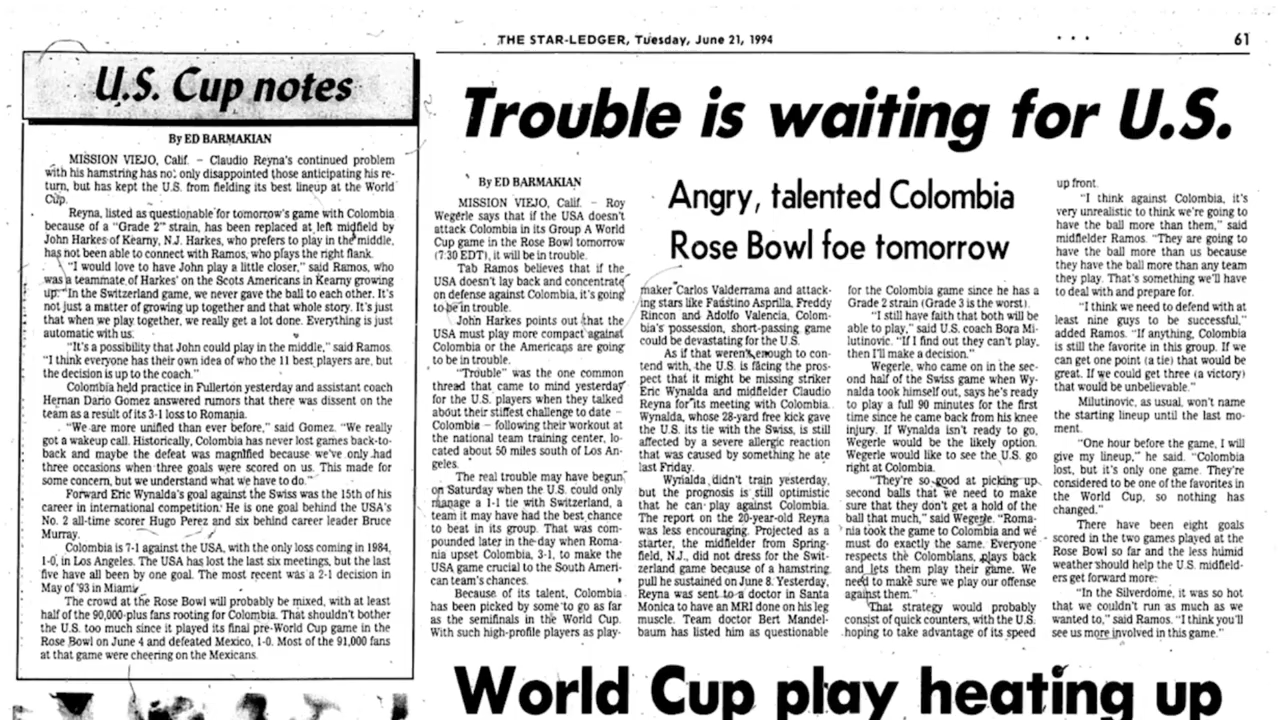 THE STAR-LEDGER, Tuesday, June 21, 1994
61
U.S. Cup notes
By ED BARMAKIAN
MISSION VIEJO, Calif. – Claudio Reyna's continued problem
with his hamstring has not only disappointed those anticipating his re-
turn, but has kept the U.S. from fielding its best lineup at the World
Cup.
Reyna, listed as questionable for tomorrow's game with Colombia
because of a "Grade 2" strain, has been replaced at left midfield by
John Harkes of Kearny, N.J. Harkes, who prefers to play in the middle,
has not been able to connect with Ramos, who plays the right flank.
"I would love to have John play a little closer," said Ramos, who
was a teammate of Harkes' on the Scots Americans in Kearny growing
up. "In the Switzerland game, we never gave the ball to each other. It's
not just a matter of growing up together and that whole story. It's just
that when we play together, we really get a lot done. Everything is just
automatic with us.
"It's a possibility that John could play in the middle," said Ramos.
"I think everyone has their own idea of who the 11 best players are, but
the decision is up to the coach."
Colombia held practice in Fullerton yesterday and assistant coach
Hernan Dario Gomez answered rumors that there was dissent on the
team as a result of its 3-1 loss to Romania.
"We are more unified than ever before," said Gomez. "We really
got a wakeup call. Historically, Colombia has never lost games back-to-
back and maybe the defeat was magnified because we've only had
three occasions when three goals were scored on us. This made for
some concern, but we understand what we have to do."
Forward Eric Wynalda's goal against the Swiss was the 15th of his
career in international competition. He is one goal behind the USA's
No. 2 all-time scorer Hugo Perez and six behind career leader Bruce
Murray.
Colombia is 7-1 against the USA, with the only loss coming in 1984,
1-0, in Los Angeles. The USA has lost the last six meetings, but the last
five have all been by one goal. The most recent was a 2-1 decision in
May of '93 in Miami.
The crowd at the Rose Bowl will probably be mixed, with at least
half of the 90,000-plus fans rooting for Colombia. That shouldn't bother
the U.S. too much since it played its final pre-World Cup game in the
Rose Bowl on June 4 and defeated Mexico, 1-0. Most of the 91,000 fans
at that game were cheering on the Mexicans.
Trouble is waiting for U.S.
Angry, talented Colombia
Rose Bowl foe tomorrow
By ED BARMAKIAN
MISSION VIEJO, Calif. – Roy
Wegerle says that if the USA doesn't
attack Colombia in its Group A World
Cup game in the Rose Bowl tomorrow
(7:30 EDT), it will be in trouble.
Tab Ramos believes that if the
USA doesn't lay back and concentrate
on defense against Colombia, it's going
to be in trouble.
John Harkes points out that the
USA must play more compact against
Colombia or the Americans are going
to be in trouble.
"Trouble" was the one common
thread that came to mind yesterday
for the U.S. players when they talked
about their stiffest challenge to date –
Colombia – following their workout at
the national team training center, lo-
cated about 50 miles south of Los An-
geles.
The real trouble may have begun
on Saturday when the U.S. could only
manage a 1-1 tie with Switzerland, a
team it may have had the best chance
to beat in its group. That was com-
pounded later in the day when Roma-
nia upset Colombia, 3-1, to make the
USA game crucial to the South Ameri-
can team's chances.
Because of its talent, Colombia
has been picked by some to go as far
as the semifinals in the World Cup.
With such high-profile players as play-
maker Carlos Valderrama and attack-
ing stars like Faustino Asprilla, Freddy
Rincon and Adolfo Valencia, Colom-
bia's possession, short-passing game
could be devastating for the U.S.
As if that weren't enough to con-
tend with, the U.S. is facing the pros-
pect that it might be missing striker
Eric Wynalda and midfielder Claudio
Reyna for its meeting with Colombia.
Wynalda, whose 28-yard free kick gave
the U.S. its tie with the Swiss, is still
affected by a severe allergic reaction
that was caused by something he ate
last Friday.
Wynalda didn't train yesterday,
but the prognosis is still optimistic
that he can play against Colombia.
The report on the 20-year-old Reyna
was less encouraging. Projected as a
starter, the midfielder from Spring-
field, N.J., did not dress for the Swit-
zerland game because of a hamstring
pull he sustained on June 8. Yesterday,
Reyna was sent to a doctor in Santa
Monica to have an MRI done on his leg
muscle. Team doctor Bert Mandel-
baum has listed him as questionable
for the Colombia game since he has a
Grade 2 strain (Grade 3 is the worst).
"I still have faith that both will be
able to play," said U.S. coach Bora Mi-
lutinovic. "If I find out they can't play,
then I'll make a decision."
Wegerle, who came on in the sec-
ond half of the Swiss game when Wy-
nalda took himself out, says he's ready
to play a full 90 minutes for the first
time since he came back from his knee
injury. If Wynalda isn't ready to go,
Wegerle would be the likely option.
Wegerle would like to see the U.S. go
right at Colombia.
"They're so good at picking up
second balls that we need to make
sure that they don't get a hold of the
ball that much," said Wegerle. "Roma-
nia took the game to Colombia and we
must do exactly the same. Everyone
respects the Colombians, plays back
and lets them play their game. We
need to make sure we play our offense
against them."
That strategy would probably
consist of quick counters, with the U.S.
hoping to take advantage of its speed
up front.
"I think against Colombia, it's
very unrealistic to think we're going to
have the ball more than them," said
midfielder Ramos. "They are going to
have the ball more than us because
they have the ball more than any team
they play. That's something we'll have
to deal with and prepare for.
"I think we need to defend with at
least nine guys to be successful,"
added Ramos. "If anything, Colombia
is still the favorite in this group. If we
can get one point (a tie) that would be
great. If we could get three (a victory)
that would be unbelievable."
Milutinovic, as usual, won't name
the starting lineup until the last mo-
ment.
"One hour before the game, I will
give my lineup," he said. "Colombia
lost, but it's only one game. They're
considered to be one of the favorites in
the World Cup, so nothing has
changed."
There have been eight goals
scored in the two games played at the
Rose Bowl so far and the less humid
weather should help the U.S. midfield-
ers get forward more.
"In the Silverdome, it was so hot
that we couldn't run as much as we
wanted to," said Ramos. "I think you'll
see us more involved in this game."
World Cup play heating up